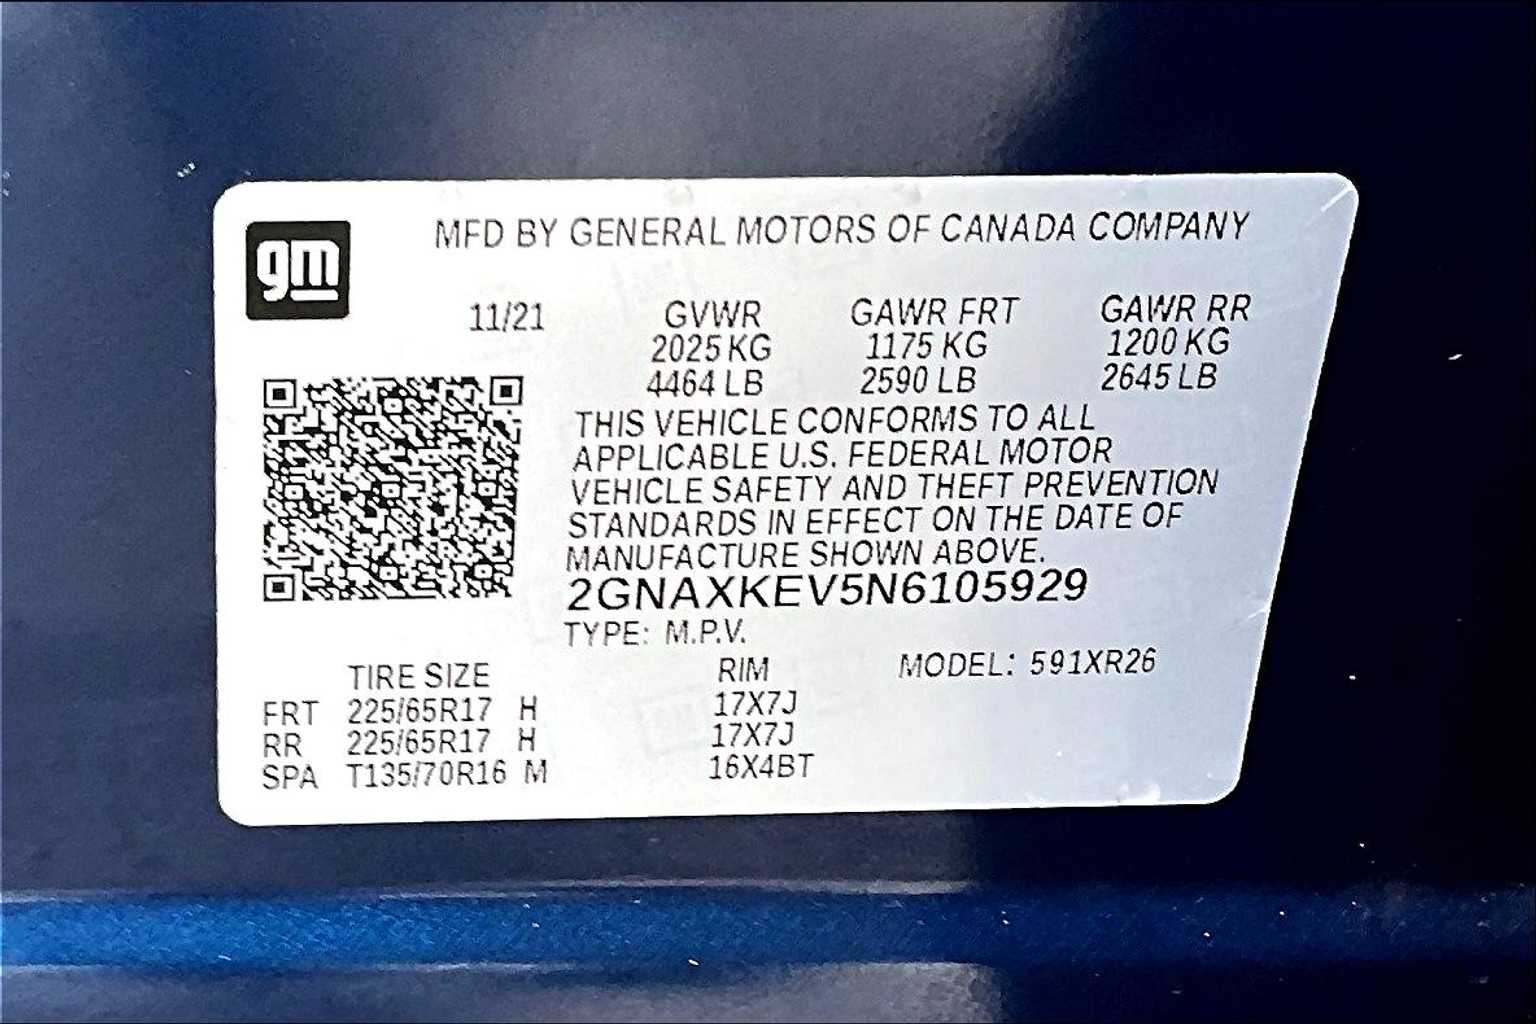 gm
MFD BY GENERAL MOTORS OF CANADA COMPANY
11/21 GVWR GAWR FRT GAWR RR
2025 KG 1175 KG 1200 KG
4464 LB 2590 LB 2645 LB
THIS VEHICLE CONFORMS TO ALL
APPLICABLE U.S. FEDERAL MOTOR
VEHICLE SAFETY AND THEFT PREVENTION
STANDARDS IN EFFECT ON THE DATE OF
MANUFACTURE SHOWN ABOVE.
2GNAXKEV5N6105929
TYPE: M.P.V.
TIRE SIZE RIM MODEL: 591XR26
FRT 225/65R17 H 17X7J
RR 225/65R17 H 17X7J
SPA T135/70R16 M 16X4BT